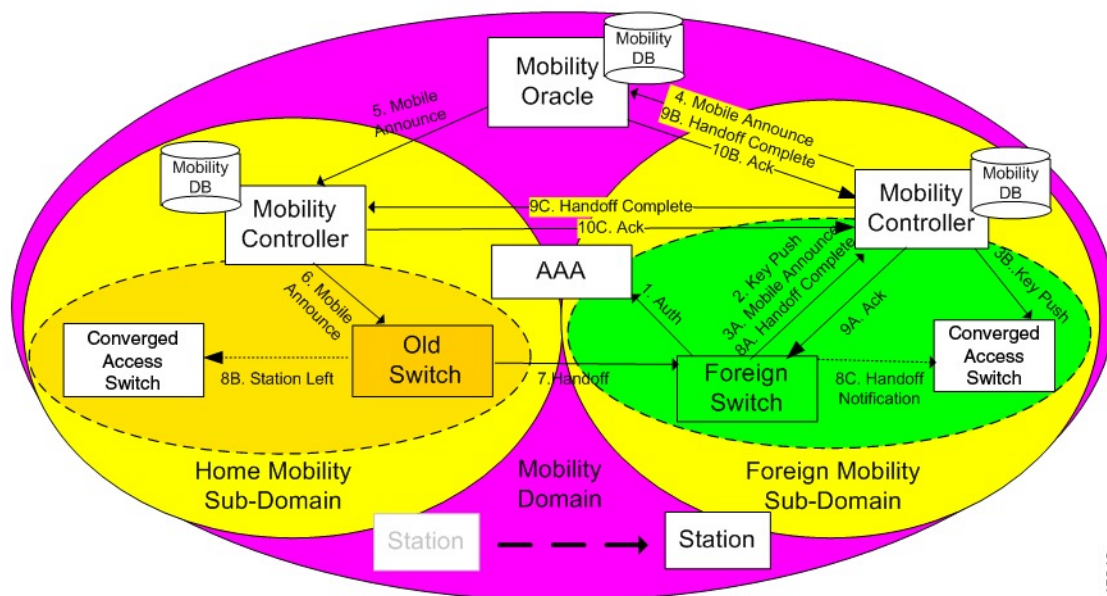 Mobility
DB
Mobility
Oracle
5. Mobile
Announce
4. Mobile Announce
9B. Handoff Complete
10B. Ack
Mobility
DB
Mobility
Controller
Mobility
DB
Mobility
Controller
9C. Handoff Complete
10C. Ack
AAA
6. Mobile
Announce
1. Auth
2. Key Push
3A. Mobile Announce
8A. Handoff Complete
9A. Ack
3B..Key Push
Converged
Access
Switch
8B. Station Left
Old
Switch
7.Handoff
Foreign
Switch
8C. Handoff
Notification
Converged
Access
Switch
Home Mobility
Sub-Domain
Mobility
Domain
Foreign Mobility
Sub-Domain
Station
Station